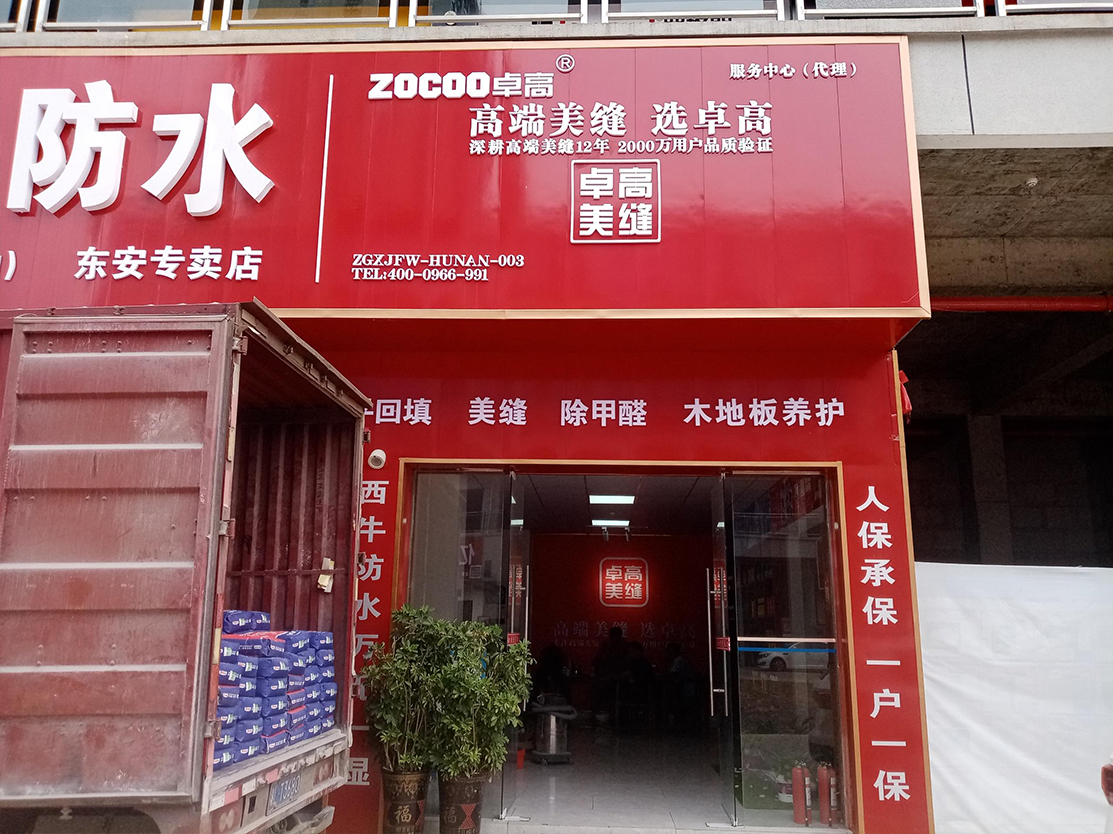 防水
东安专卖店
ZOCOO卓高®
服务中心(代理)
高端美缝 选卓高
深耕高端美缝12年 2000万用户品质验证
卓高
美缝
ZGXJFW-HUNAN-003
TEL:400-0966-991
回填 美缝 除甲醛 木地板养护
西牛防水万
湿
人保承保一户一保
卓高
美缝
高端美缝 选卓高
福
福